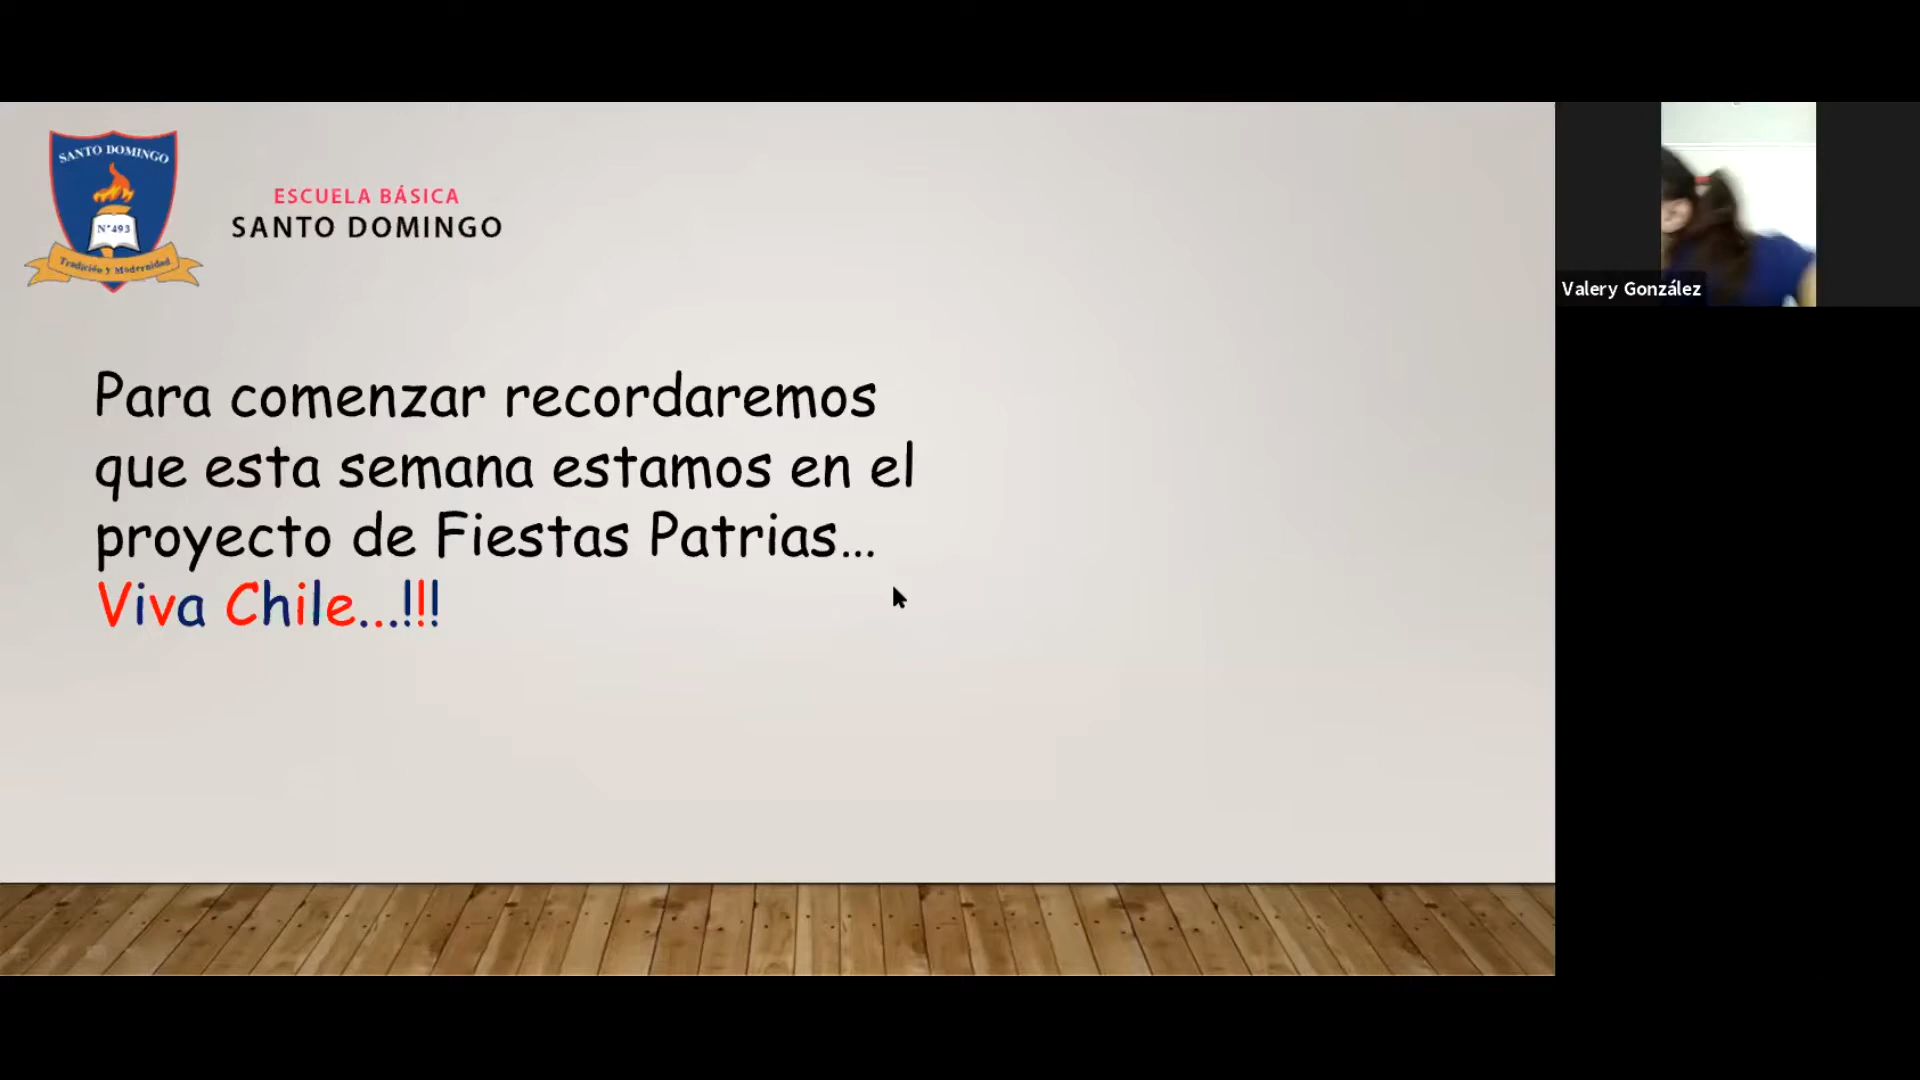 SANTO DOMINGO
N°493
Tradición y Modernidad
ESCUELA BÁSICA
SANTO DOMINGO
Valery González
Para comenzar recordaremos
que esta semana estamos en el
proyecto de Fiestas Patrias...
Viva Chile...!!!